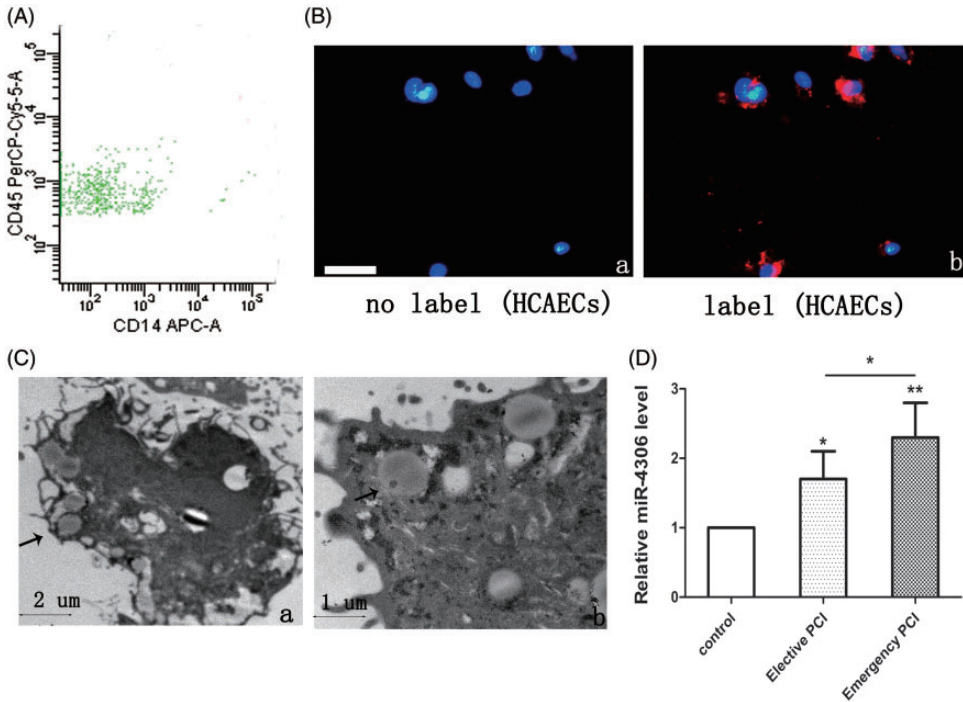 (A)
CD45 PerCP-Cy5-5-A
10^5
10^4
10^3
10^2
10^2 10^3 10^4 10^5
CD14 APC-A
(B)
a
b
no label (HCAECs)
label (HCAECs)
(C)
2 um
a
1 um
b
(D)
Relative miR-4306 level
3
2
1
0
*
*
**
control
Elective PCI
Emergency PCI